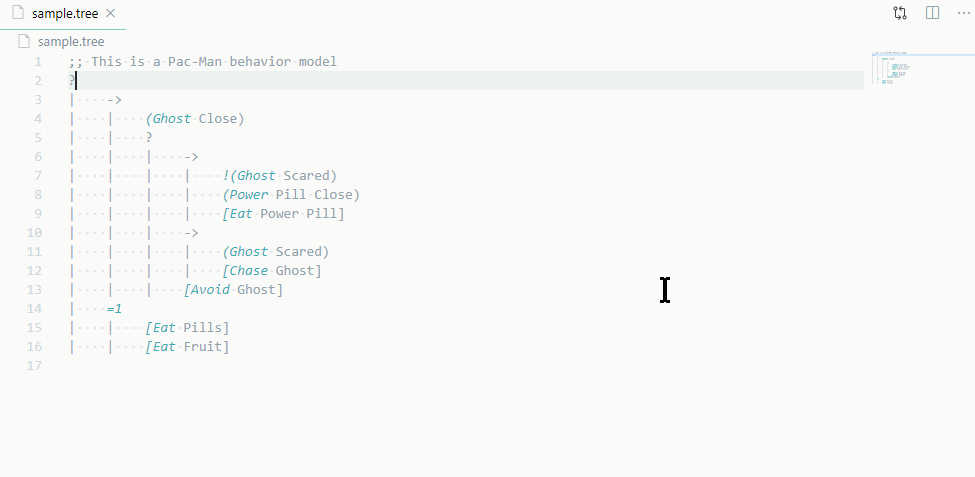 sample.tree
sample.tree
1 ;; This is a Pac-Man behavior model
2 ?
3 | ->
4 | | (Ghost Close)
5 | | ?
6 | | | ->
7 | | | | !(Ghost Scared)
8 | | | | (Power Pill Close)
9 | | | | [Eat Power Pill]
10 | | | ->
11 | | | | (Ghost Scared)
12 | | | | [Chase Ghost]
13 | | | [Avoid Ghost]
14 | =1
15 | | [Eat Pills]
16 | | [Eat Fruit]
17